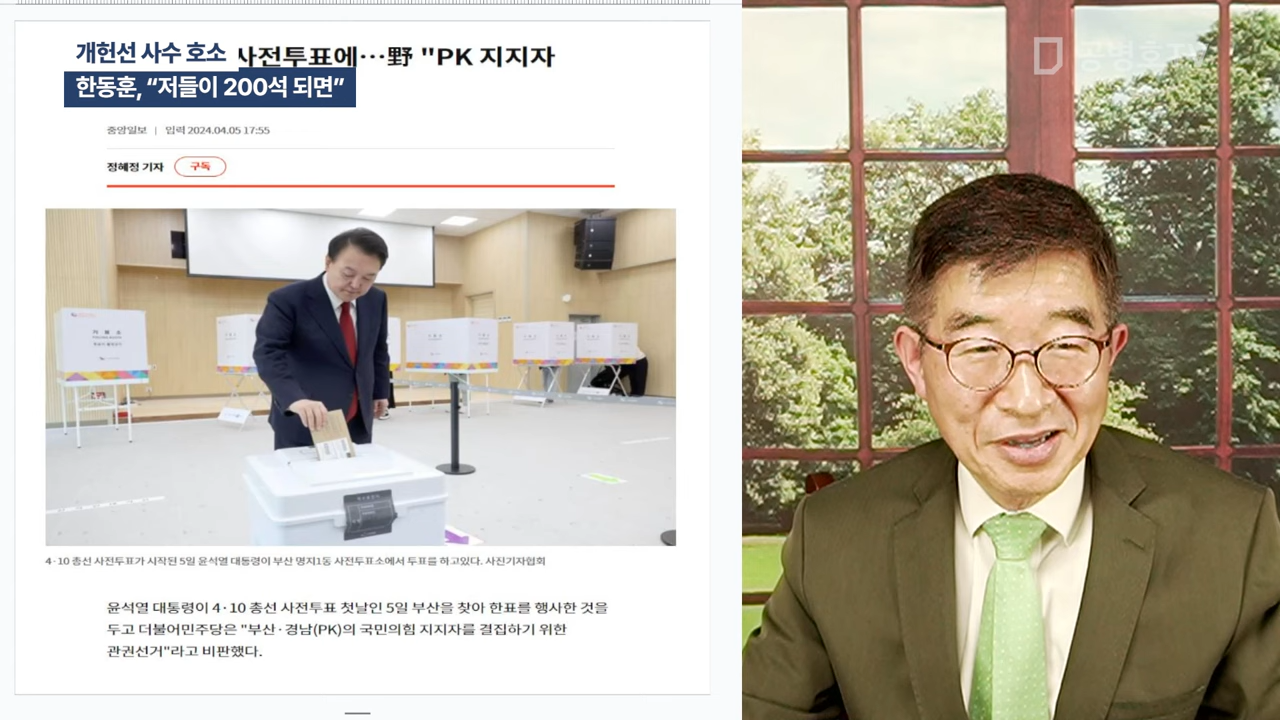 개헌선 사수 호소
한동훈, “저들이 200석 되면”
사전투표에…野 "PK 지지자
중앙일보 | 입력 2024.04.05 17:55
정혜정 기자 구독
4·10 총선 사전투표가 시작된 5일 윤석열 대통령이 부산 명지1동 사전투표소에서 투표를 하고있다. 사진기자협회
윤석열 대통령이 4·10 총선 사전투표 첫날인 5일 부산을 찾아 한표를 행사한 것을
두고 더불어민주당은 "부산·경남(PK)의 국민의힘 지지자를 결집하기 위한
관권선거"라고 비판했다.
공병호TV
기표소